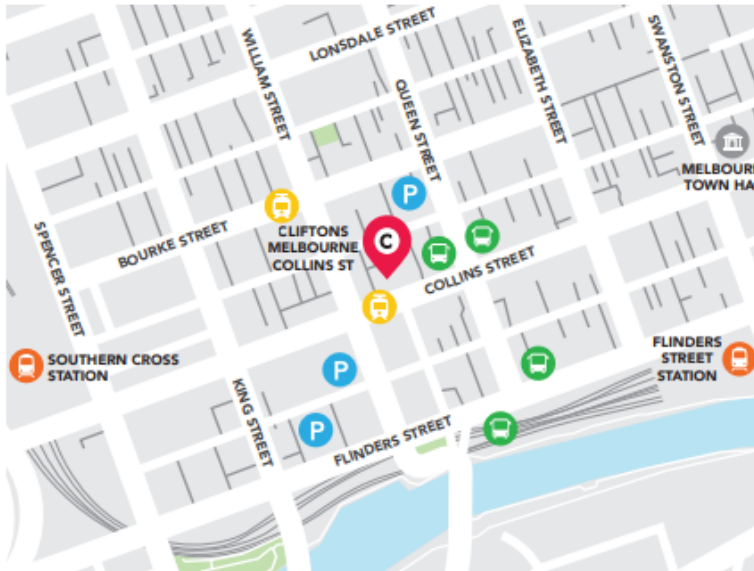 LONSDALE STREET
WILLIAM STREET
QUEEN STREET
ELIZABETH STREET
SWANSTON STREET
MELBOUR
TOWN HA
SPENCER STREET
BOURKE STREET
P
CLIFTONS
MELBOURNE,
COLLINS ST
C
COLLINS STREET
SOUTHERN CROSS
STATION
P
P
KING STREET
FLINDERS STREET
FLINDERS
STREET
STATION